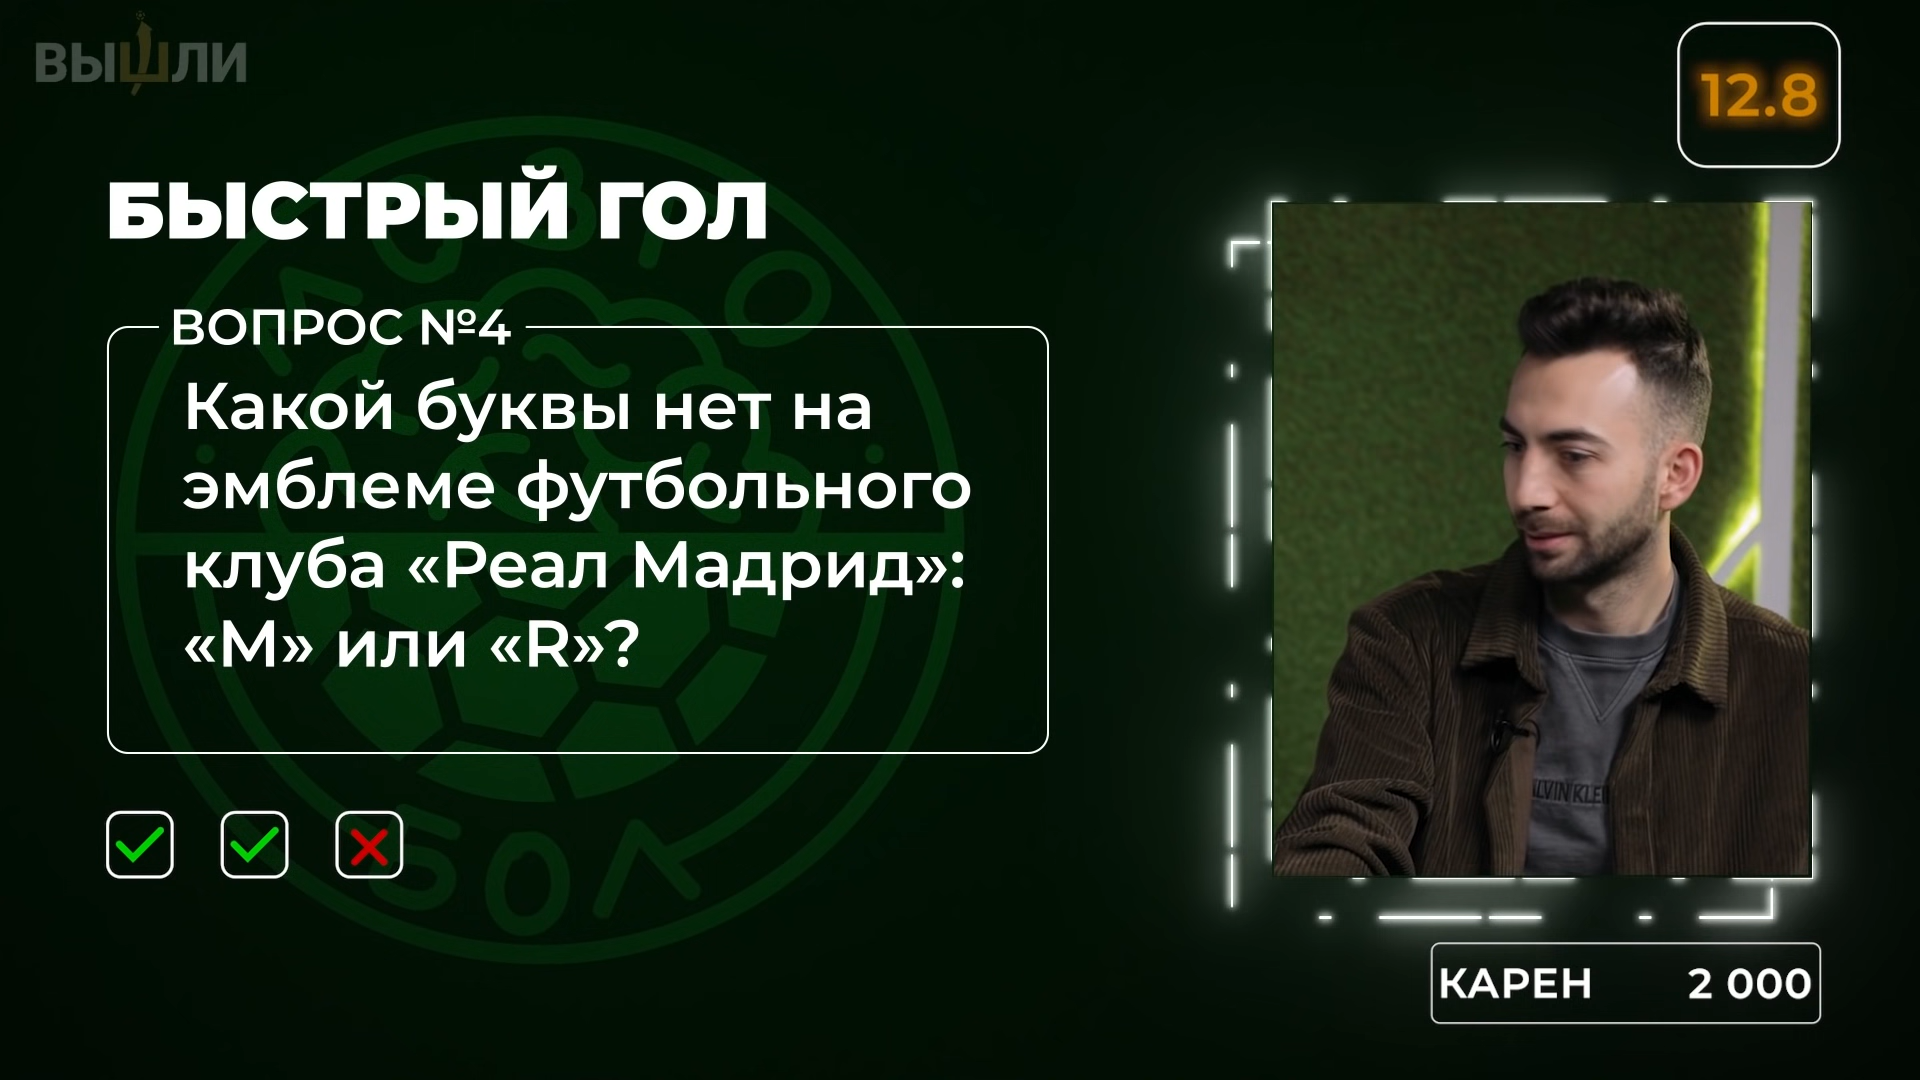 ВЫШЛИ
12.8
БЫСТРЫЙ ГОЛ
ВОПРОС №4
Какой буквы нет на
эмблеме футбольного
клуба «Реал Мадрид»:
«M» или «R»?
КАРЕН 2 000